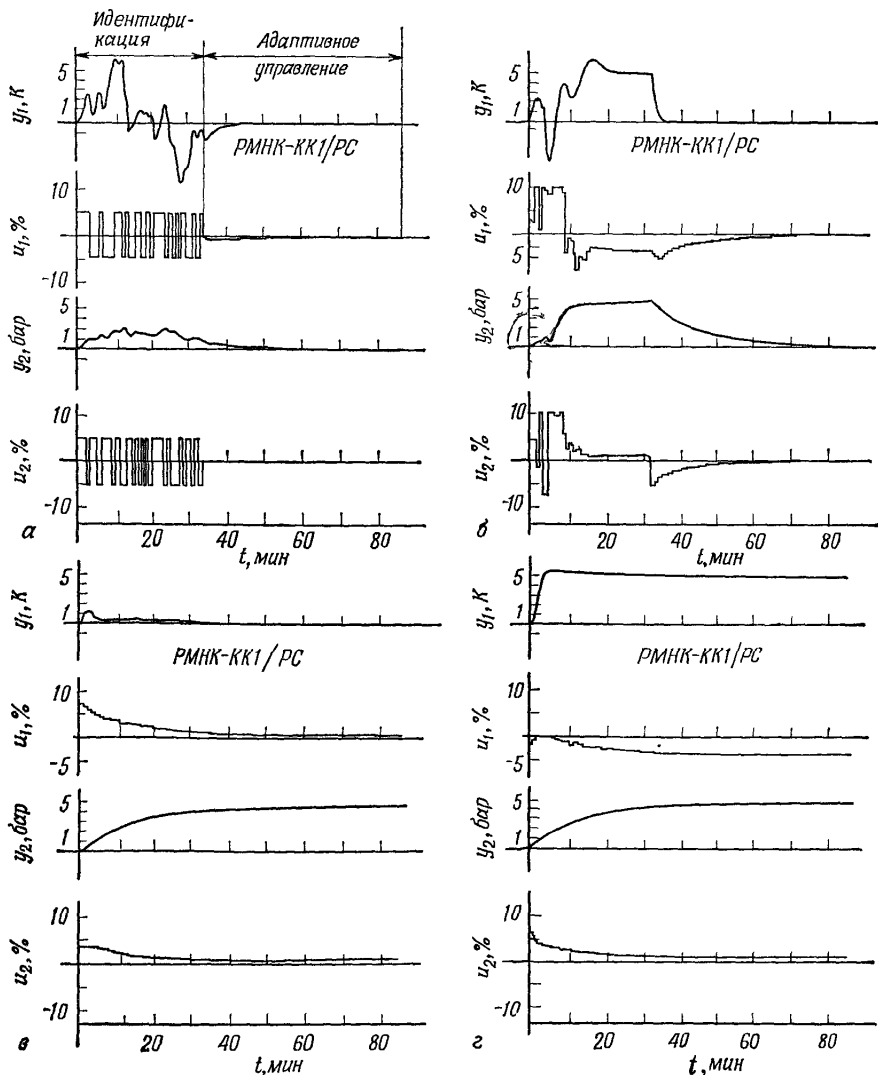 Идентифи-
кация
Адаптивное
управление
y₁, К
5
1
РМНК-КК1/РС
u₁, %
10
-10
y₂, бар
5
1
u₂, %
10
-10
20
40
60
80
t, мин
а
y₁, К
5
1
РМНК-КК1/РС
u₁, %
10
5
y₂, бар
5
1
u₂, %
10
-10
20
40
60
80
t, мин
б
y₁, К
5
1
РМНК-КК1/РС
u₁, %
10
-5
y₂, бар
5
1
u₂, %
10
-10
20
40
60
80
t, мин
в
y₁, К
5
1
РМНК-КК1/РС
u₁, %
10
-5
y₂, бар
5
1
u₂, %
10
-10
20
40
60
80
t, мин
г